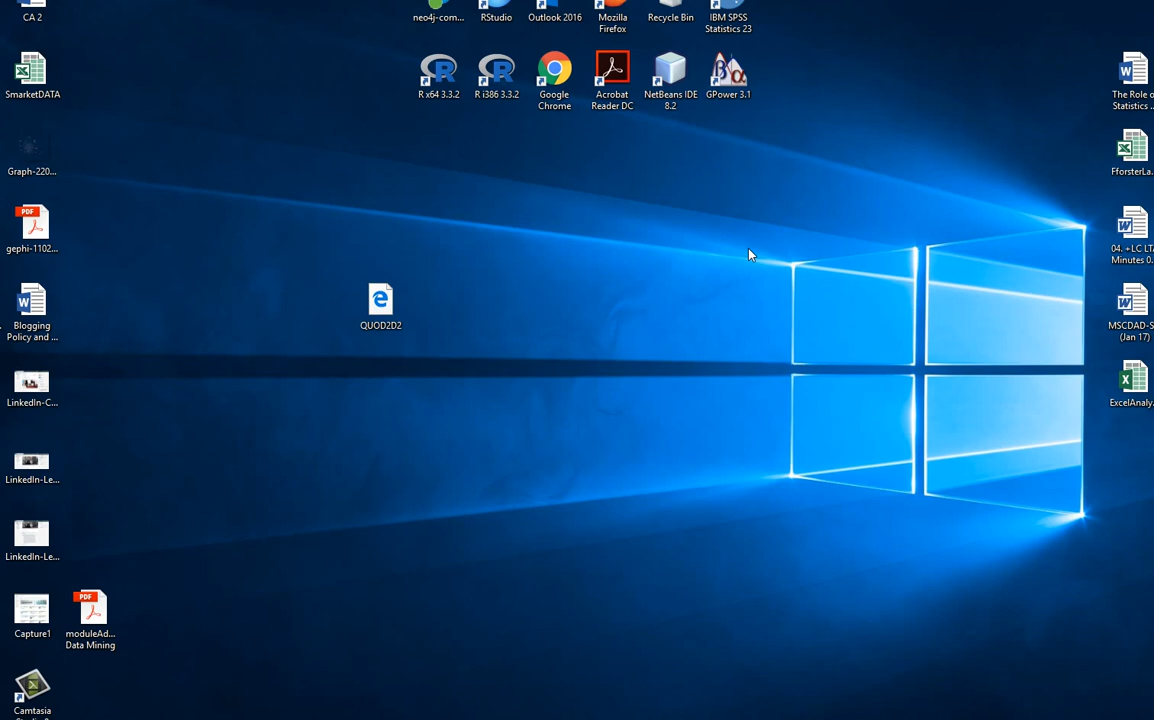 CA 2
neo4j-com...
RStudio
Outlook 2016
Mozilla
Firefox
Recycle Bin
IBM SPSS
Statistics 23
SmarketDATA
R x64 3.3.2
R i386 3.3.2
Google
Chrome
Acrobat
Reader DC
NetBeans IDE
8.2
GPower 3.1
The Role o
Statistics ..
Graph-220...
FforsterLa.
PDF
gephi-1102...
04. +LC LT
Minutes 0.
QUOD2D2
Blogging
Policy and ...
MSCDAD-S
(Jan 17)
LinkedIn-C...
ExcelAnaly.
LinkedIn-Le...
LinkedIn-Le...
Capture1
PDF
moduleAd...
Data Mining
Camtasia